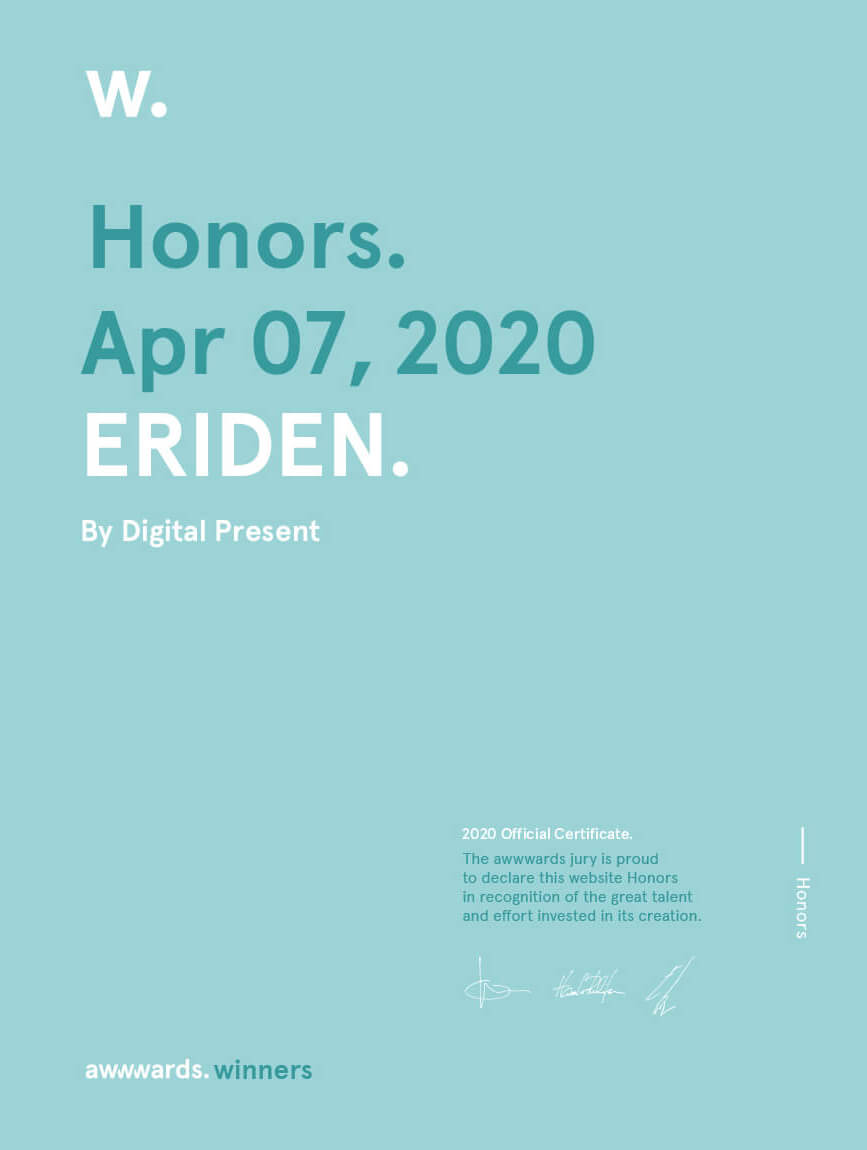 w.
Honors.
Apr 07, 2020
ERIDEN.
By Digital Present
2020 Official Certificate.
The awwwards jury is proud
to declare this website Honors
in recognition of the great talent
and effort invested in its creation.
Honors
awwwards. winners